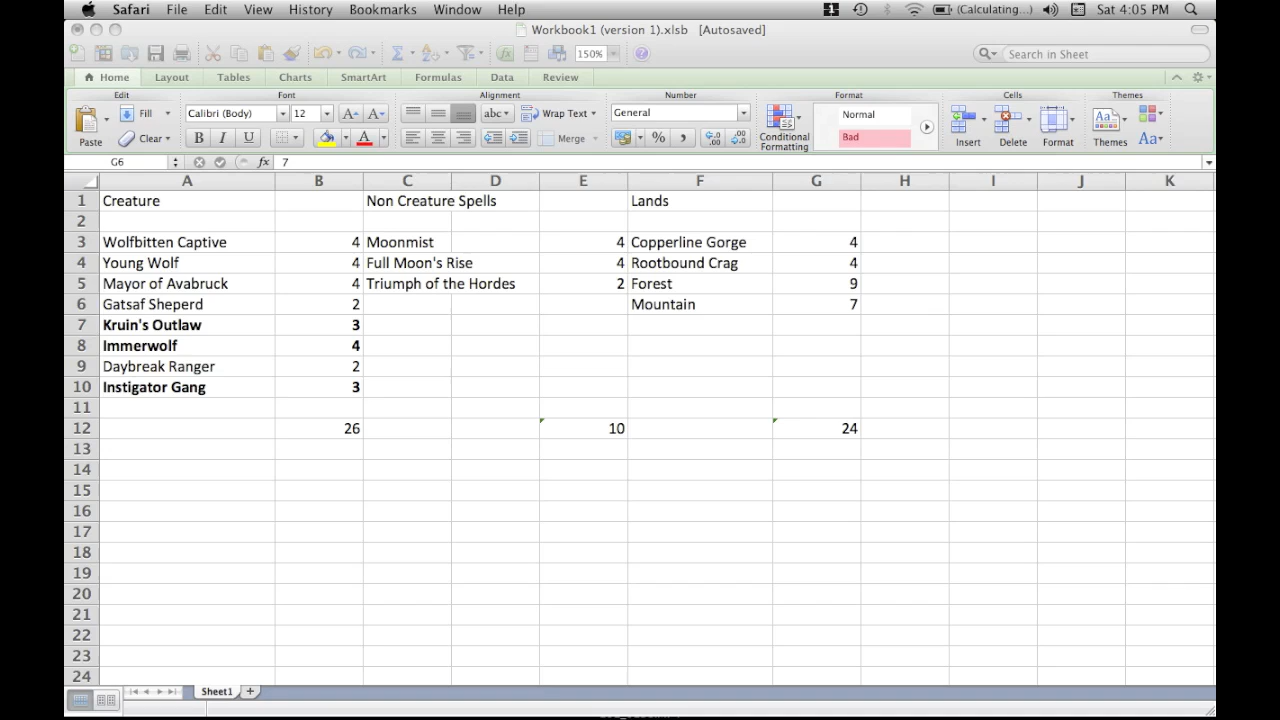 Safari File Edit View History Bookmarks Window Help 1 (Calculating...) Sat 4:05 PM
Workbook1 (version 1).xlsb [Autosaved]
150% Search in Sheet
Home Layout Tables Charts SmartArt Formulas Data Review
Edit Font Alignment Number Format Cells Themes
Fill Calibri (Body) 12 abc Wrap Text General Normal
Paste Clear B I U A Merge % Bad Conditional Formatting Insert Delete Format Themes Aa
G6 fx 7
A B C D E F G H I J K
1 Creature Non Creature Spells Lands
2
3 Wolfbitten Captive 4 Moonmist 4 Copperline Gorge 4
4 Young Wolf 4 Full Moon's Rise 4 Rootbound Crag 4
5 Mayor of Avabruck 4 Triumph of the Hordes 2 Forest 9
6 Gatsaf Sheperd 2 Mountain 7
7 Kruin's Outlaw 3
8 Immerwolf 4
9 Daybreak Ranger 2
10 Instigator Gang 3
11
12 26 10 24
13
14
15
16
17
18
19
20
21
22
23
24
Sheet1